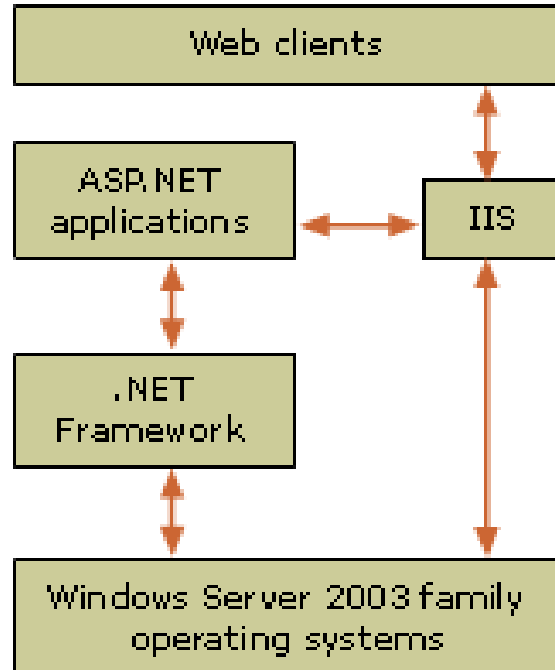 Web clients
ASP.NET
applications
IIS
.NET
Framework
Windows Server 2003 family
operating systems